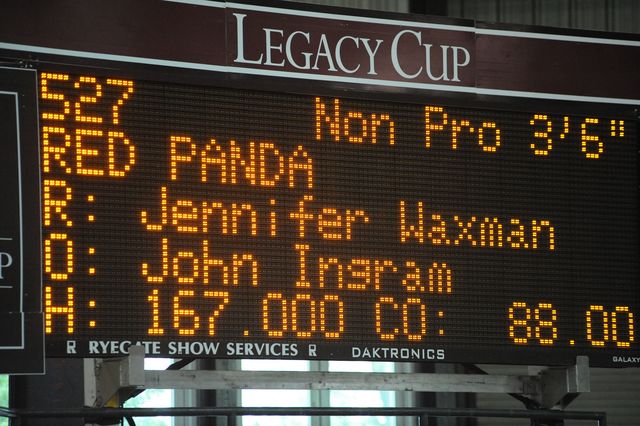 LEGACY CUP
527 Non Pro 3'6"
RED PANDA
R: Jennifer Waxman
O: John Ingram
H: 167.000 CO: 88.00
R RYEGATE SHOW SERVICES R DAKTRONICS GALAXY
P